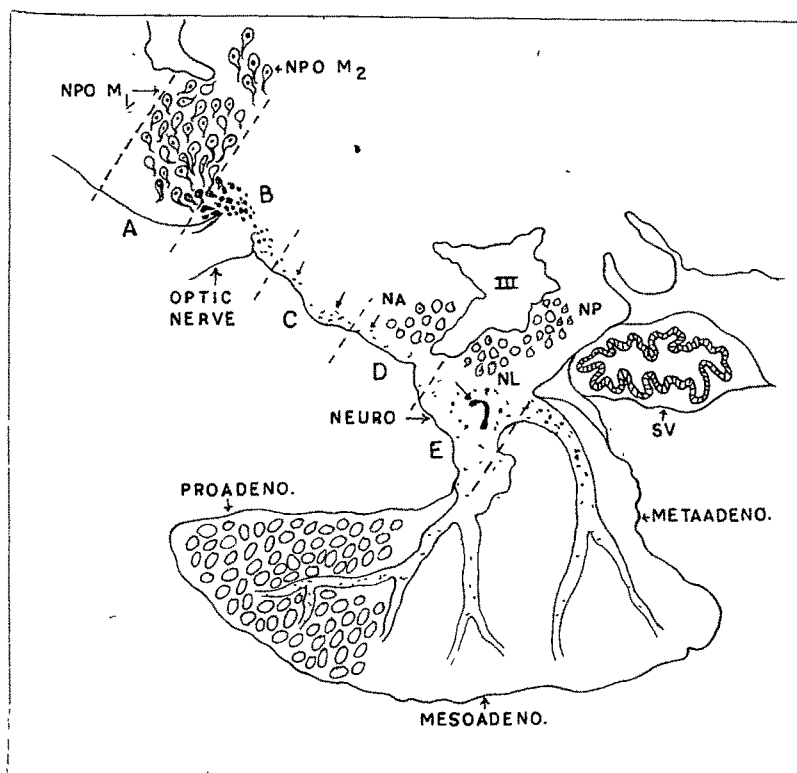 NPO M2
NPO M1
B
A
OPTIC
NERVE
III
NA
NP
C
NL
D
NEURO
SV
E
PROADENO.
METAADENO.
MESOADENO.